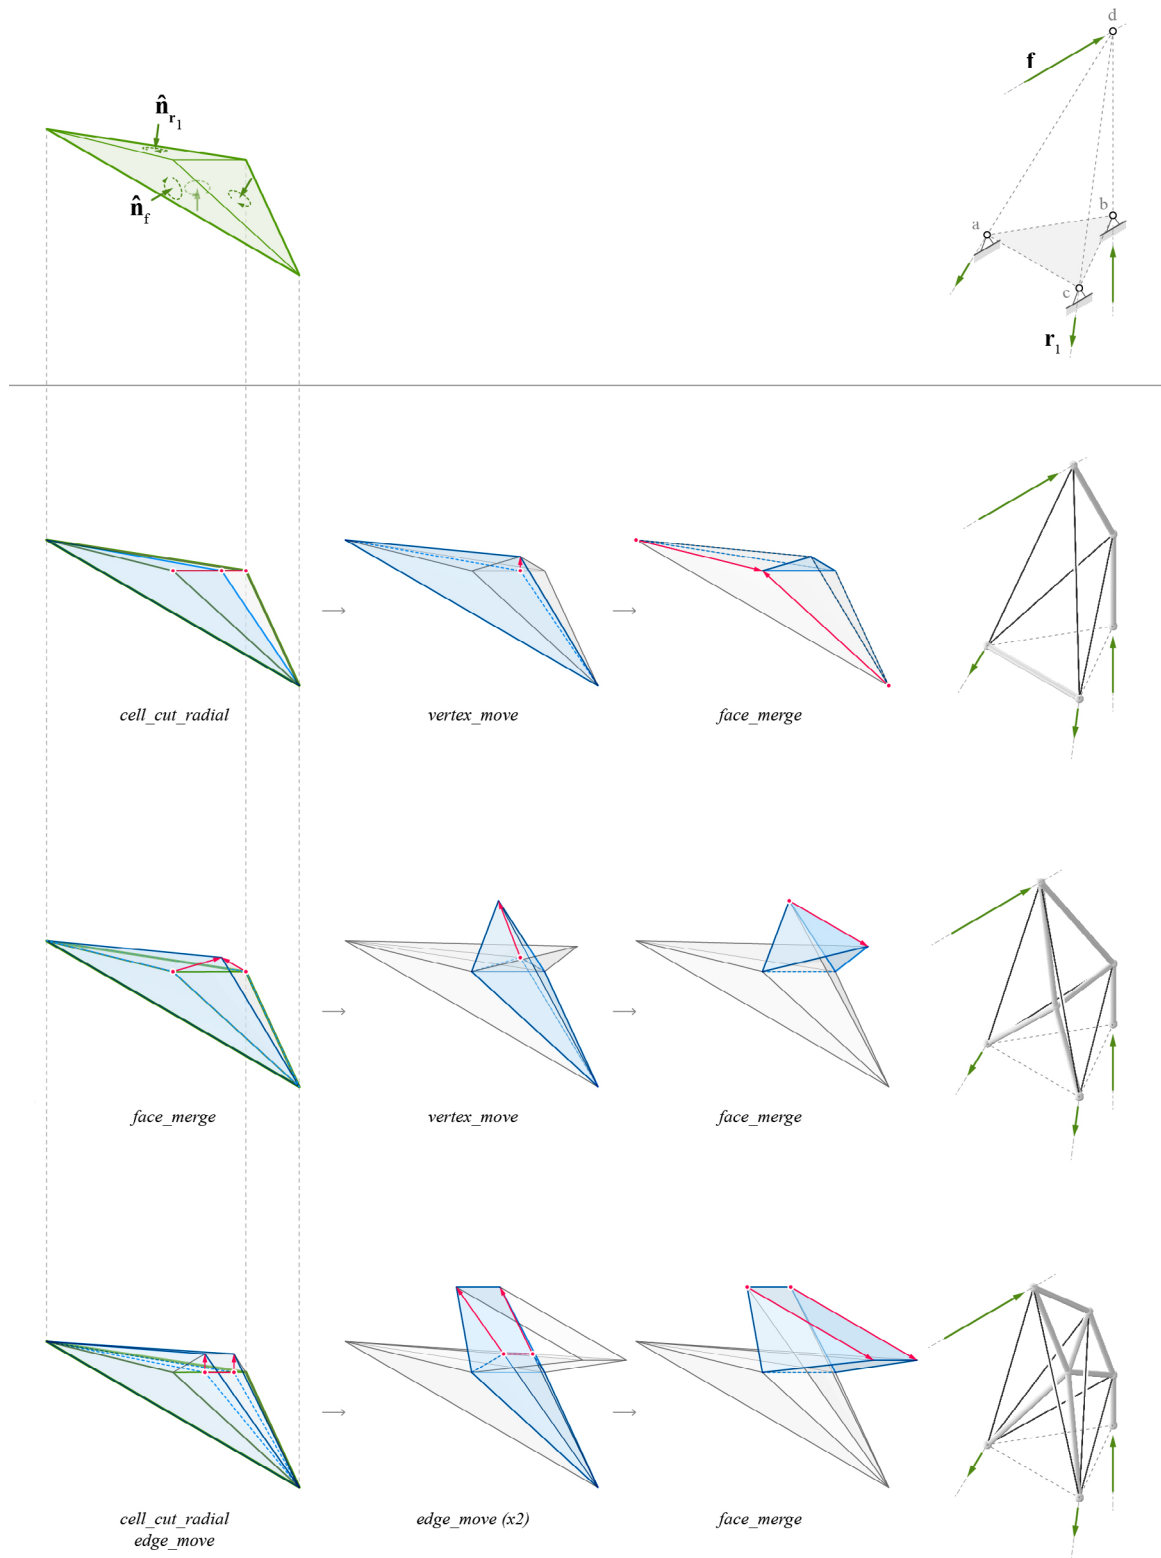 d
f
n̂r1
b
n̂f
a
c
r1
cell_cut_radial
vertex_move
face_merge
face_merge
vertex_move
face_merge
cell_cut_radial
edge_move
edge_move (x2)
face_merge